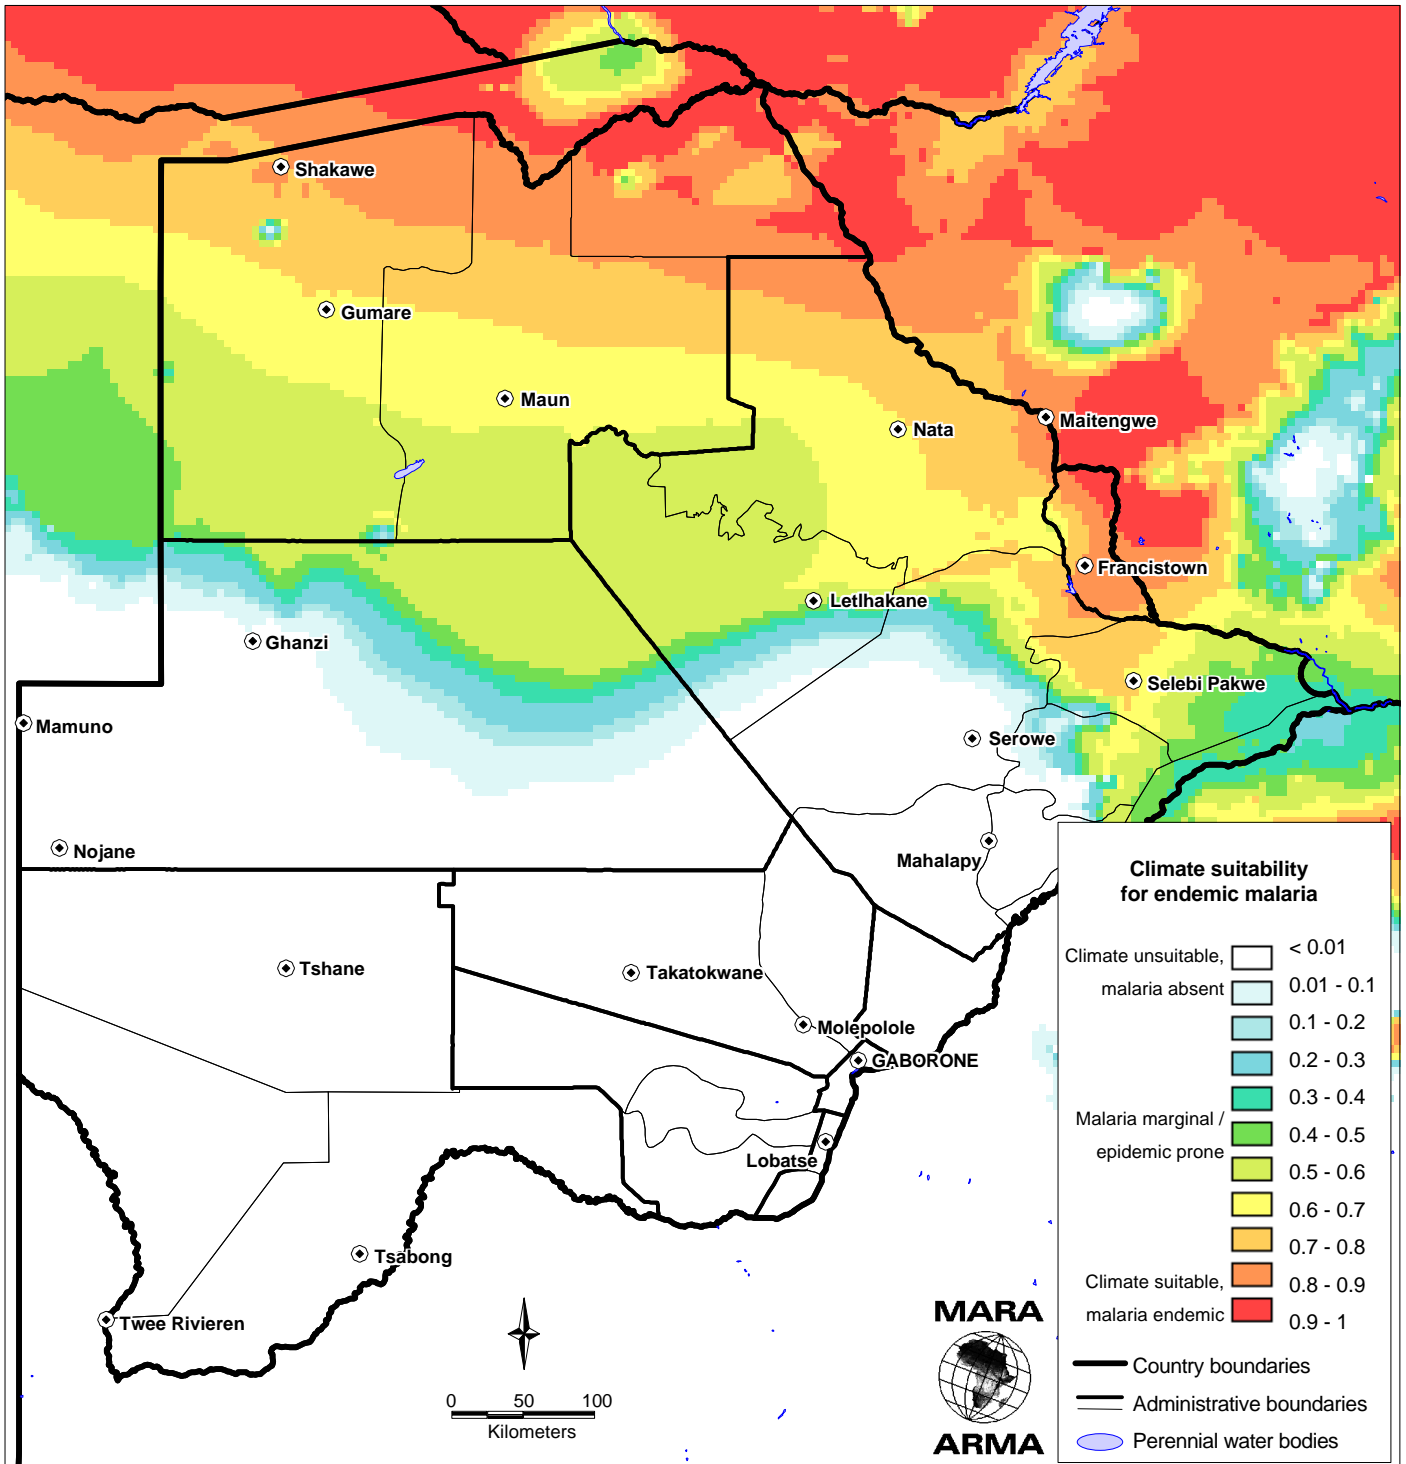 Shakawe
Gumare
Maun
Nata
Maitengwe
Francistown
Letlhakane
Ghanzi
Selebi Pakwe
Mamuno
Serowe
Nojane
Mahalapy
Tshane
Takatokwane
Molepolole
GABORONE
Lobatse
Tsabong
Twee Rivieren
0 50 100
Kilometers
MARA
ARMA
Climate suitability
for endemic malaria
Climate unsuitable,
malaria absent
Malaria marginal /
epidemic prone
Climate suitable,
malaria endemic
< 0.01
0.01 - 0.1
0.1 - 0.2
0.2 - 0.3
0.3 - 0.4
0.4 - 0.5
0.5 - 0.6
0.6 - 0.7
0.7 - 0.8
0.8 - 0.9
0.9 - 1
Country boundaries
Administrative boundaries
Perennial water bodies